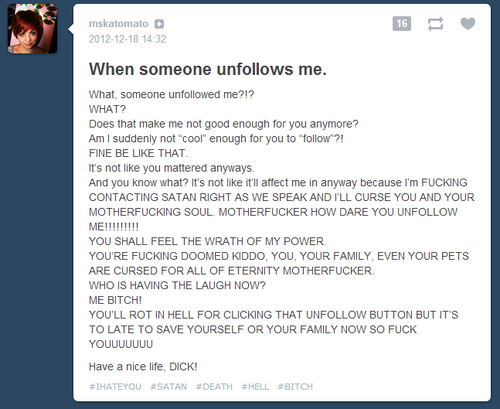 mskatomato
2012-12-18 14:32
16
When someone unfollows me.
What, someone unfollowed me?!?
WHAT?
Does that make me not good enough for you anymore?
Am I suddenly not “cool” enough for you to “follow”?!
FINE BE LIKE THAT.
It’s not like you mattered anyways.
And you know what? It’s not like it’ll affect me in anyway because I’m FUCKING
CONTACTING SATAN RIGHT AS WE SPEAK AND I’LL CURSE YOU AND YOUR
MOTHERFUCKING SOUL. MOTHERFUCKER HOW DARE YOU UNFOLLOW
ME!!!!!!!!!
YOU SHALL FEEL THE WRATH OF MY POWER.
YOU’RE FUCKING DOOMED KIDDO, YOU, YOUR FAMILY, EVEN YOUR PETS
ARE CURSED FOR ALL OF ETERNITY MOTHERFUCKER.
WHO IS HAVING THE LAUGH NOW?
ME BITCH!
YOU’LL ROT IN HELL FOR CLICKING THAT UNFOLLOW BUTTON BUT IT’S
TO LATE TO SAVE YOURSELF OR YOUR FAMILY NOW SO FUCK
YOUUUUUUU
Have a nice life, DICK!
#IHATEYOU #SATAN #DEATH #HELL #BITCH